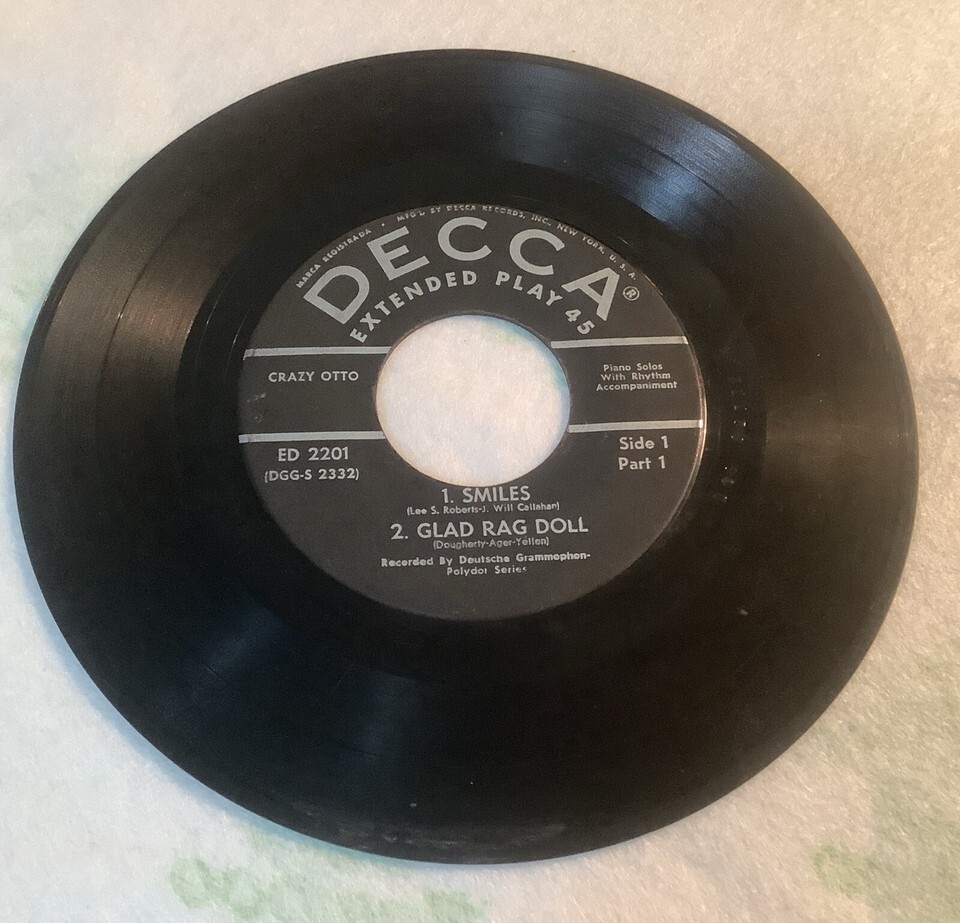 MARCA REGISTRADA • MFG'D BY DECCA RECORDS, INC., NEW YORK, U. S. A.
DECCA®
EXTENDED PLAY 45
CRAZY OTTO
Piano Solos
With Rhythm
Accompaniment
ED 2201
(DGG-S 2332)
Side 1
Part 1
1. SMILES
(Lee S. Roberts-J. Will Callahan)
2. GLAD RAG DOLL
(Dougherty-Ager-Yellen)
Recorded By Deutsche Grammophon-
Polydor Series